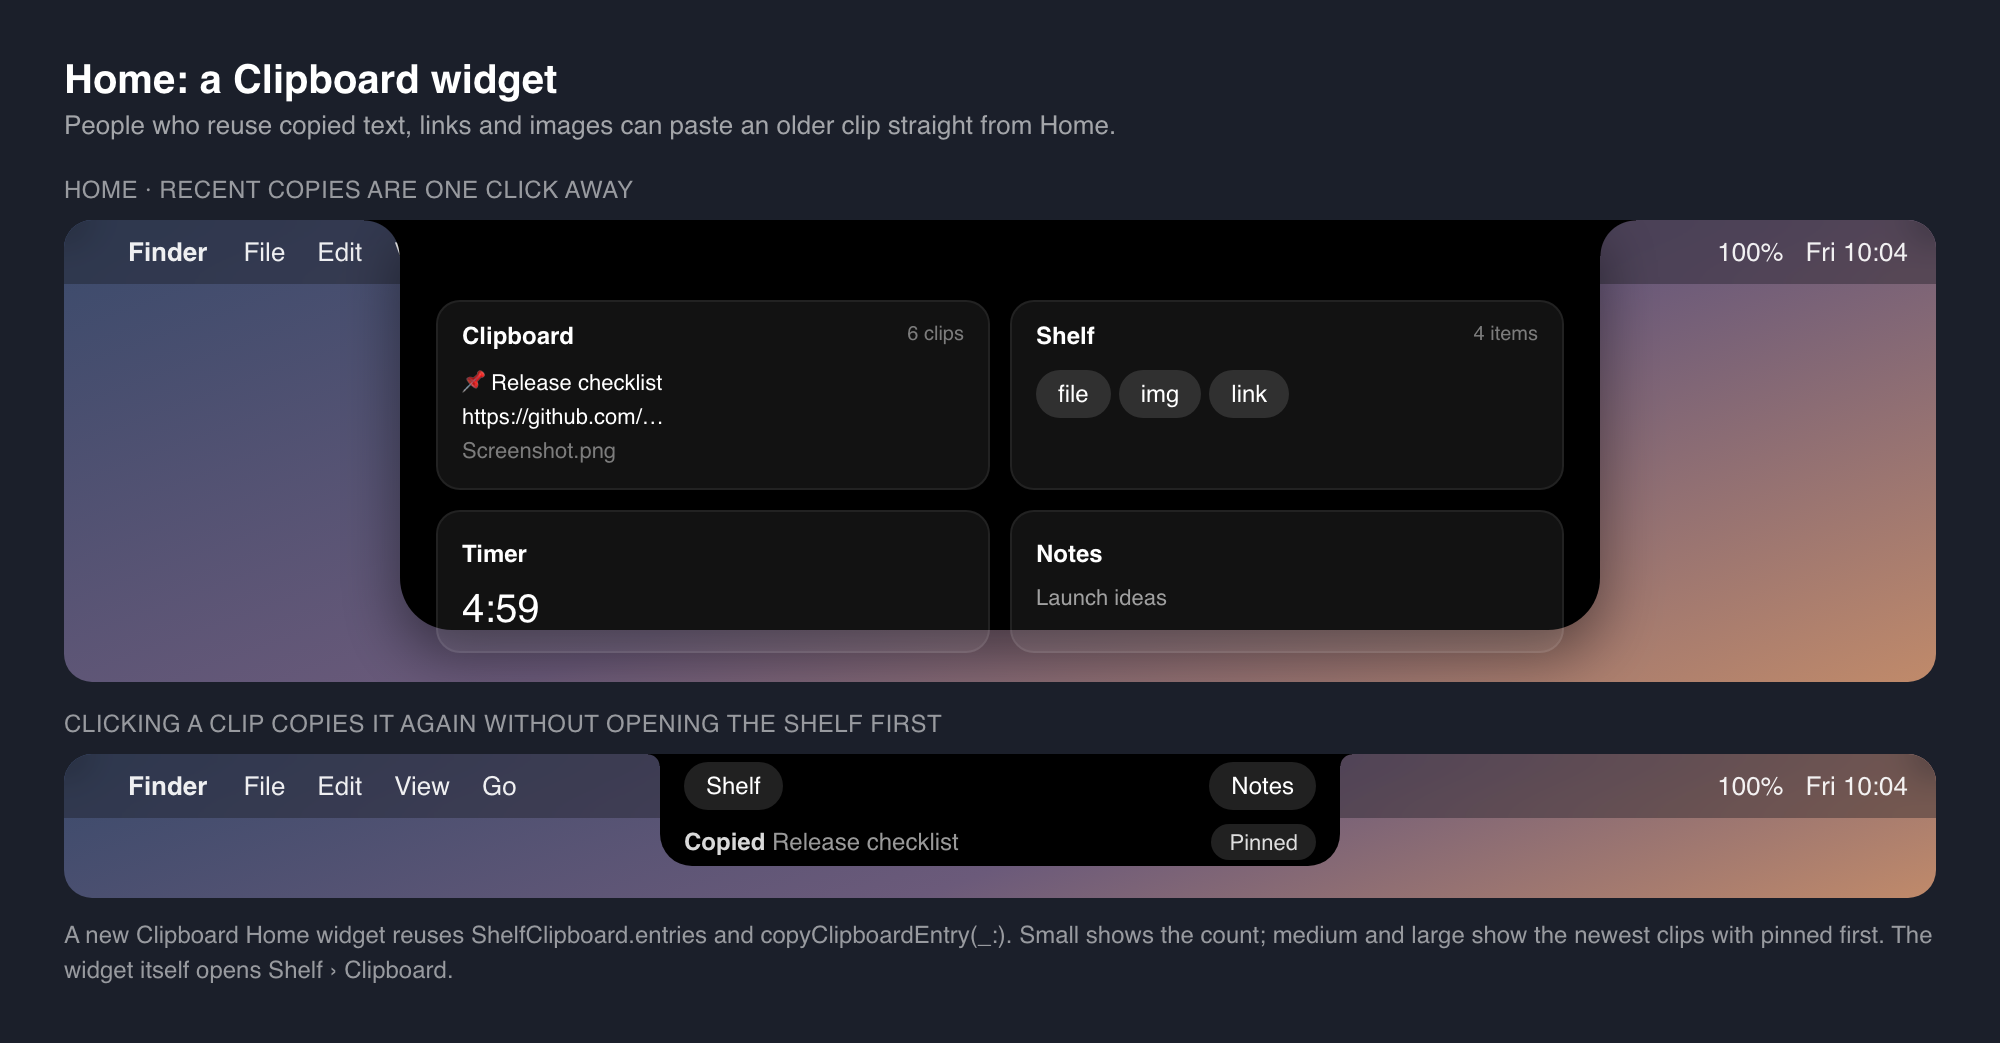 Home: a Clipboard widget
People who reuse copied text, links and images can paste an older clip straight from Home.
HOME · RECENT COPIES ARE ONE CLICK AWAY
Finder File Edit 100% Fri 10:04
Clipboard 6 clips Shelf 4 items
📌 Release checklist file img link
https://github.com/…
Screenshot.png
Timer Notes
4:59 Launch ideas
CLICKING A CLIP COPIES IT AGAIN WITHOUT OPENING THE SHELF FIRST
Finder File Edit View Go Shelf Notes 100% Fri 10:04
Copied Release checklist Pinned
A new Clipboard Home widget reuses ShelfClipboard.entries and copyClipboardEntry(_:). Small shows the count; medium and large show the newest clips with pinned first. The
widget itself opens Shelf › Clipboard.